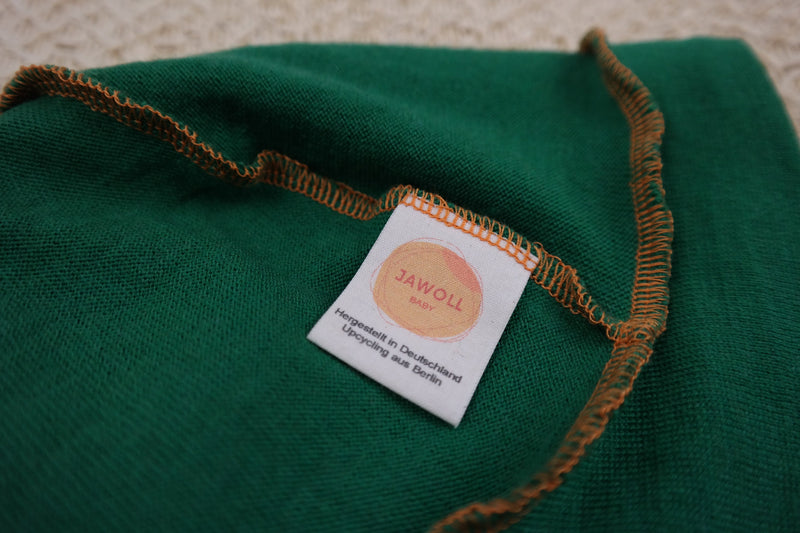 JAWOLL
BABY
Hergestellt in Deutschland
Upcycling aus Berlin